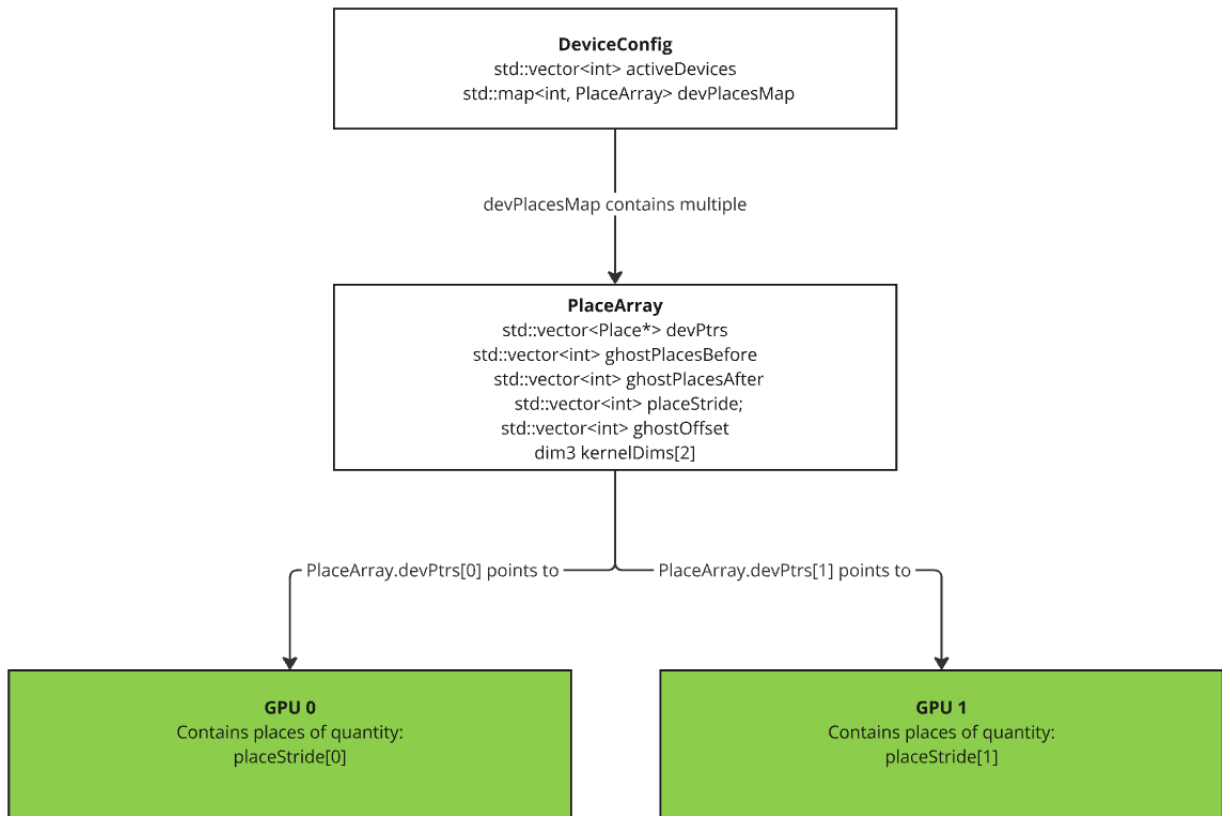 DeviceConfig
std::vector<int> activeDevices
std::map<int, PlaceArray> devPlacesMap
devPlacesMap contains multiple
PlaceArray
std::vector<Place*> devPtrs
std::vector<int> ghostPlacesBefore
std::vector<int> ghostPlacesAfter
std::vector<int> placeStride;
std::vector<int> ghostOffset
dim3 kernelDims[2]
PlaceArray.devPtrs[0] points to
PlaceArray.devPtrs[1] points to
GPU 0
Contains places of quantity:
placeStride[0]
GPU 1
Contains places of quantity:
placeStride[1]